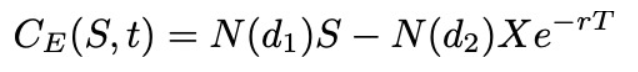 C_E(S, t) = N(d_1)S − N(d_2)Xe^{−rT}